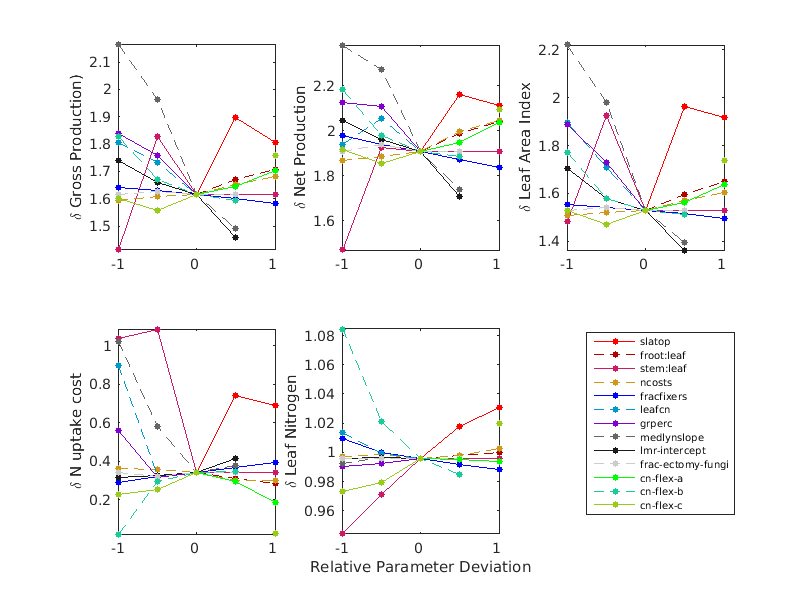 δ Gross Production)
2.1
2
1.9
1.8
1.7
1.6
1.5
-1 0 1
δ Net Production
2.2
2
1.8
1.6
-1 0 1
δ Leaf Area Index
2.2
2
1.8
1.6
1.4
-1 0 1
δ N uptake cost
1
0.8
0.6
0.4
0.2
-1 0 1
δ Leaf Nitrogen
1.08
1.06
1.04
1.02
1
0.98
0.96
-1 0 1
Relative Parameter Deviation
slatop
froot:leaf
stem:leaf
ncosts
fracfixers
leafcn
grperc
medlynslope
lmr-intercept
frac-ectomy-fungi
cn-flex-a
cn-flex-b
cn-flex-c